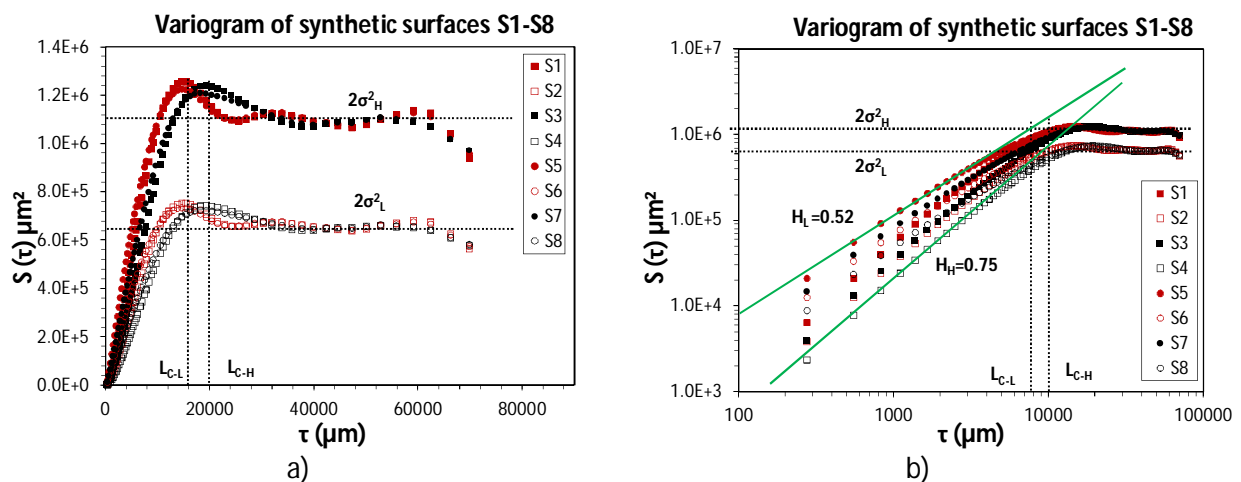 Variogram of synthetic surfaces S1-S8
1.4E+6
1.2E+6
1.0E+6
8.0E+5
6.0E+5
4.0E+5
2.0E+5
0.0E+0
S (τ) μm²
2σ²H
2σ²L
LC-L
LC-H
S1
S2
S3
S4
S5
S6
S7
S8
0 20000 40000 60000 80000
τ (μm)
a)
Variogram of synthetic surfaces S1-S8
1.0E+7
1.0E+6
1.0E+5
1.0E+4
1.0E+3
S (τ) μm²
2σ²H
2σ²L
HL=0.52
HH=0.75
LC-L
LC-H
S1
S2
S3
S4
S5
S6
S7
S8
100 1000 10000 100000
τ (μm)
b)